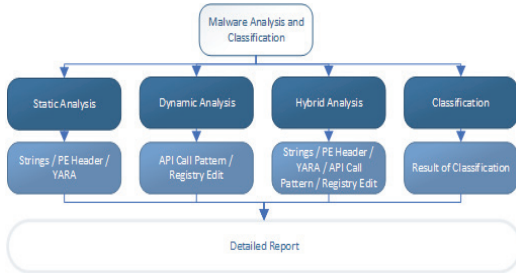 Malware Analysis and
Classification
Static Analysis
Dynamic Analysis
Hybrid Analysis
Classification
Strings / PE Header /
YARA
API Call Pattern /
Registry Edit
Strings / PE Header /
YARA / API Call
Pattern / Registry Edit
Result of Classification
Detailed Report